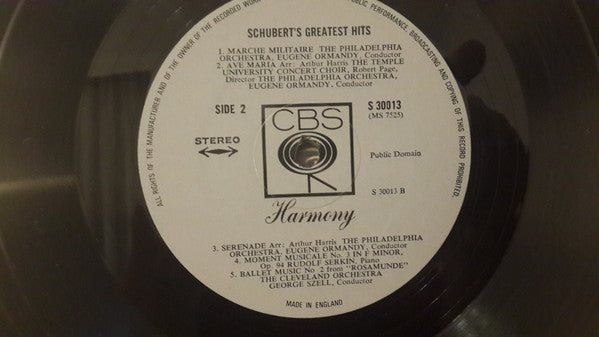 SCHUBERT'S GREATEST HITS
1. MARCHE MILITAIRE THE PHILADELPHIA
ORCHESTRA, EUGENE ORMANDY, Conductor
2. AVE MARIA Arr: Arthur Harris THE TEMPLE
UNIVERSITY CONCERT CHOIR, Robert Page,
Director THE PHILADELPHIA ORCHESTRA,
EUGENE ORMANDY, Conductor
SIDE 2
S 30013
(MS 7525)
STEREO
CBS
Public Domain
S 30013 B
Harmony
3. SERENADE Arr: Arthur Harris THE PHILADELPHIA
ORCHESTRA, EUGENE ORMANDY, Conductor
4. MOMENT MUSICALE No. 3 IN F MINOR,
Op. 94 RUDOLF SERKIN, Piano
5. BALLET MUSIC No 2 from "ROSAMUNDE"
THE CLEVELAND ORCHESTRA
GEORGE SZELL, Conductor
MADE IN ENGLAND
ALL RIGHTS OF THE MANUFACTURER AND OF THE OWNER OF THE RECORDED WORK PUBLIC PERFORMANCE, BROADCASTING AND COPYING OF THIS RECORD PROHIBITED.